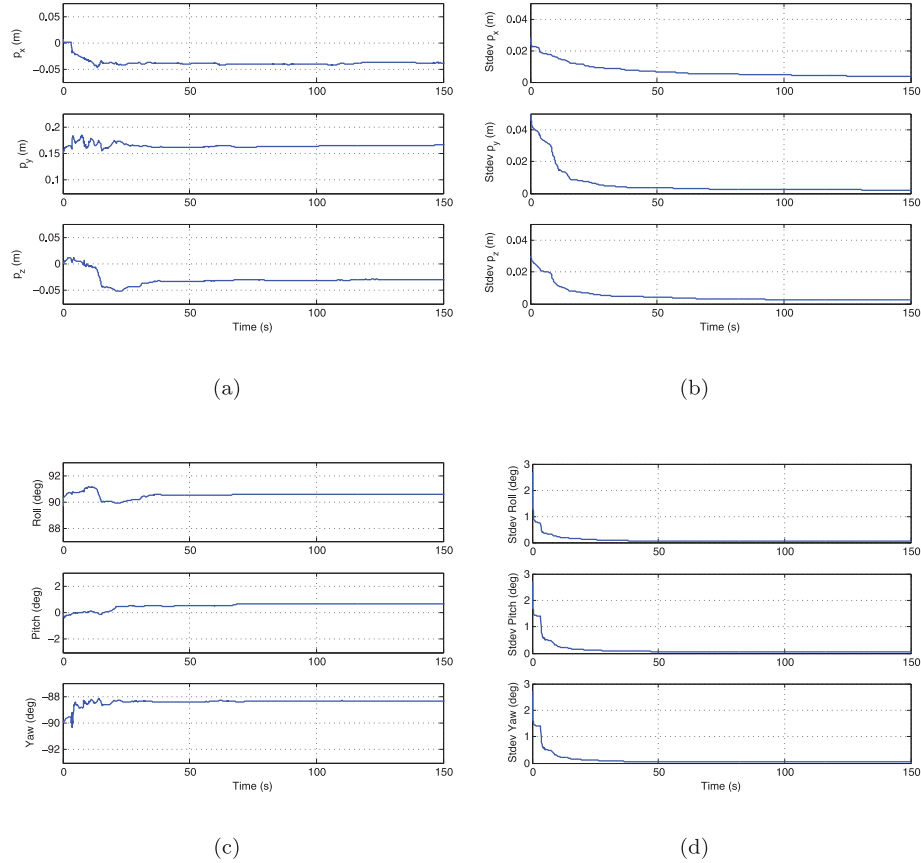 0.05
0
−0.05
p_x (m)
0 50 100 150
0.2
0.15
0.1
p_y (m)
0 50 100 150
0.05
0
−0.05
p_z (m)
0 50 100 150
Time (s)
(a)
0.04
0.02
0
Stdev p_x (m)
0 50 100 150
0.04
0.02
0
Stdev p_y (m)
0 50 100 150
0.04
0.02
0
Stdev p_z (m)
0 50 100 150
Time (s)
(b)
92
90
88
Roll (deg)
0 50 100 150
2
0
−2
Pitch (deg)
0 50 100 150
−88
−90
−92
Yaw (deg)
0 50 100 150
Time (s)
(c)
3
2
1
0
Stdev Roll (deg)
0 50 100 150
3
2
1
0
Stdev Pitch (deg)
0 50 100 150
3
2
1
0
Stdev Yaw (deg)
0 50 100 150
Time (s)
(d)